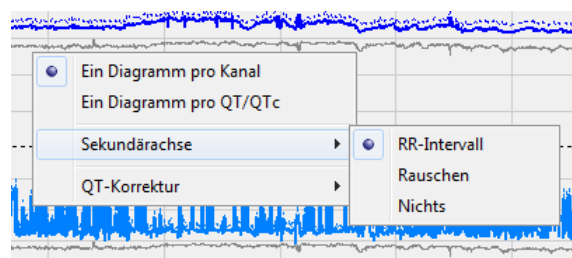 Ein Diagramm pro Kanal
Ein Diagramm pro QT/QTc
Sekundärachse
QT-Korrektur
RR-Intervall
Rauschen
Nichts